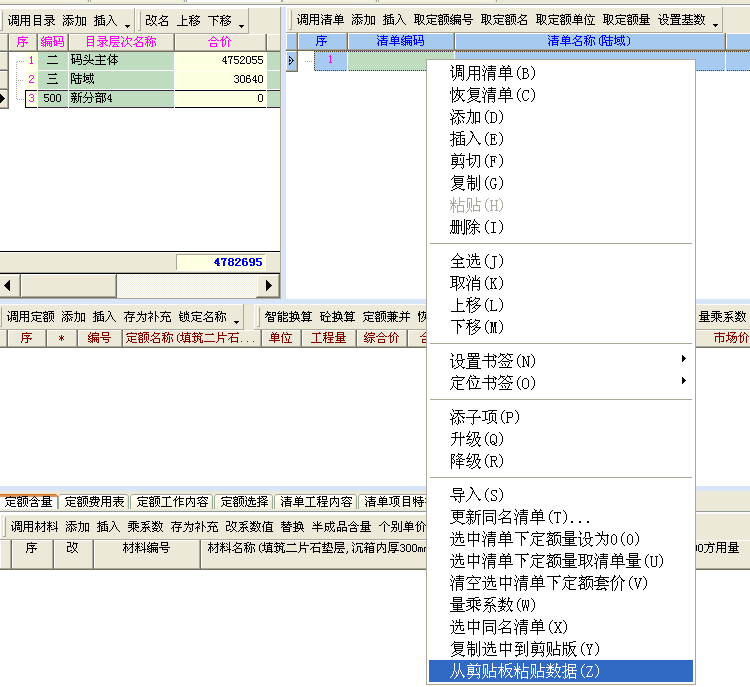 调用目录 添加 插入 改名 上移 下移
序 编码 目录层次名称 合价
1 二 码头主体 4752055
2 三 陆域 30640
3 500 新分部4 0
4782695
调用清单 添加 插入 取定额编号 取定额名 取定额单位 取定额量 设置基数
序 清单编码 清单名称(陆域)
1
调用清单(B)
恢复清单(C)
添加(D)
插入(E)
剪切(F)
复制(G)
粘贴(H)
删除(I)
全选(J)
取消(K)
上移(L)
下移(M)
设置书签(N)
定位书签(O)
添子项(P)
升级(Q)
降级(R)
导入(S)
更新同名清单(T)...
选中清单下定额量设为0(0)
选中清单下定额量取清单量(U)
清空选中清单下定额套价(V)
量乘系数(W)
选中同名清单(X)
复制选中到剪贴版(Y)
从剪贴板粘贴数据(Z)
调用定额 添加 插入 存为补充 锁定名称 智能换算 砼换算 定额兼并 量乘系数
序 * 编号 定额名称(填筑二片石... 单位 工程量 综合价 市场价
定额含量 定额费用表 定额工作内容 定额选择 清单工程内容 清单项目特
调用材料 添加 插入 乘系数 存为补充 改系数值 替换 半成品含量 个别单价
序 改 材料编号 材料名称(填筑二片石垫层,沉箱内厚300mm 00方用量